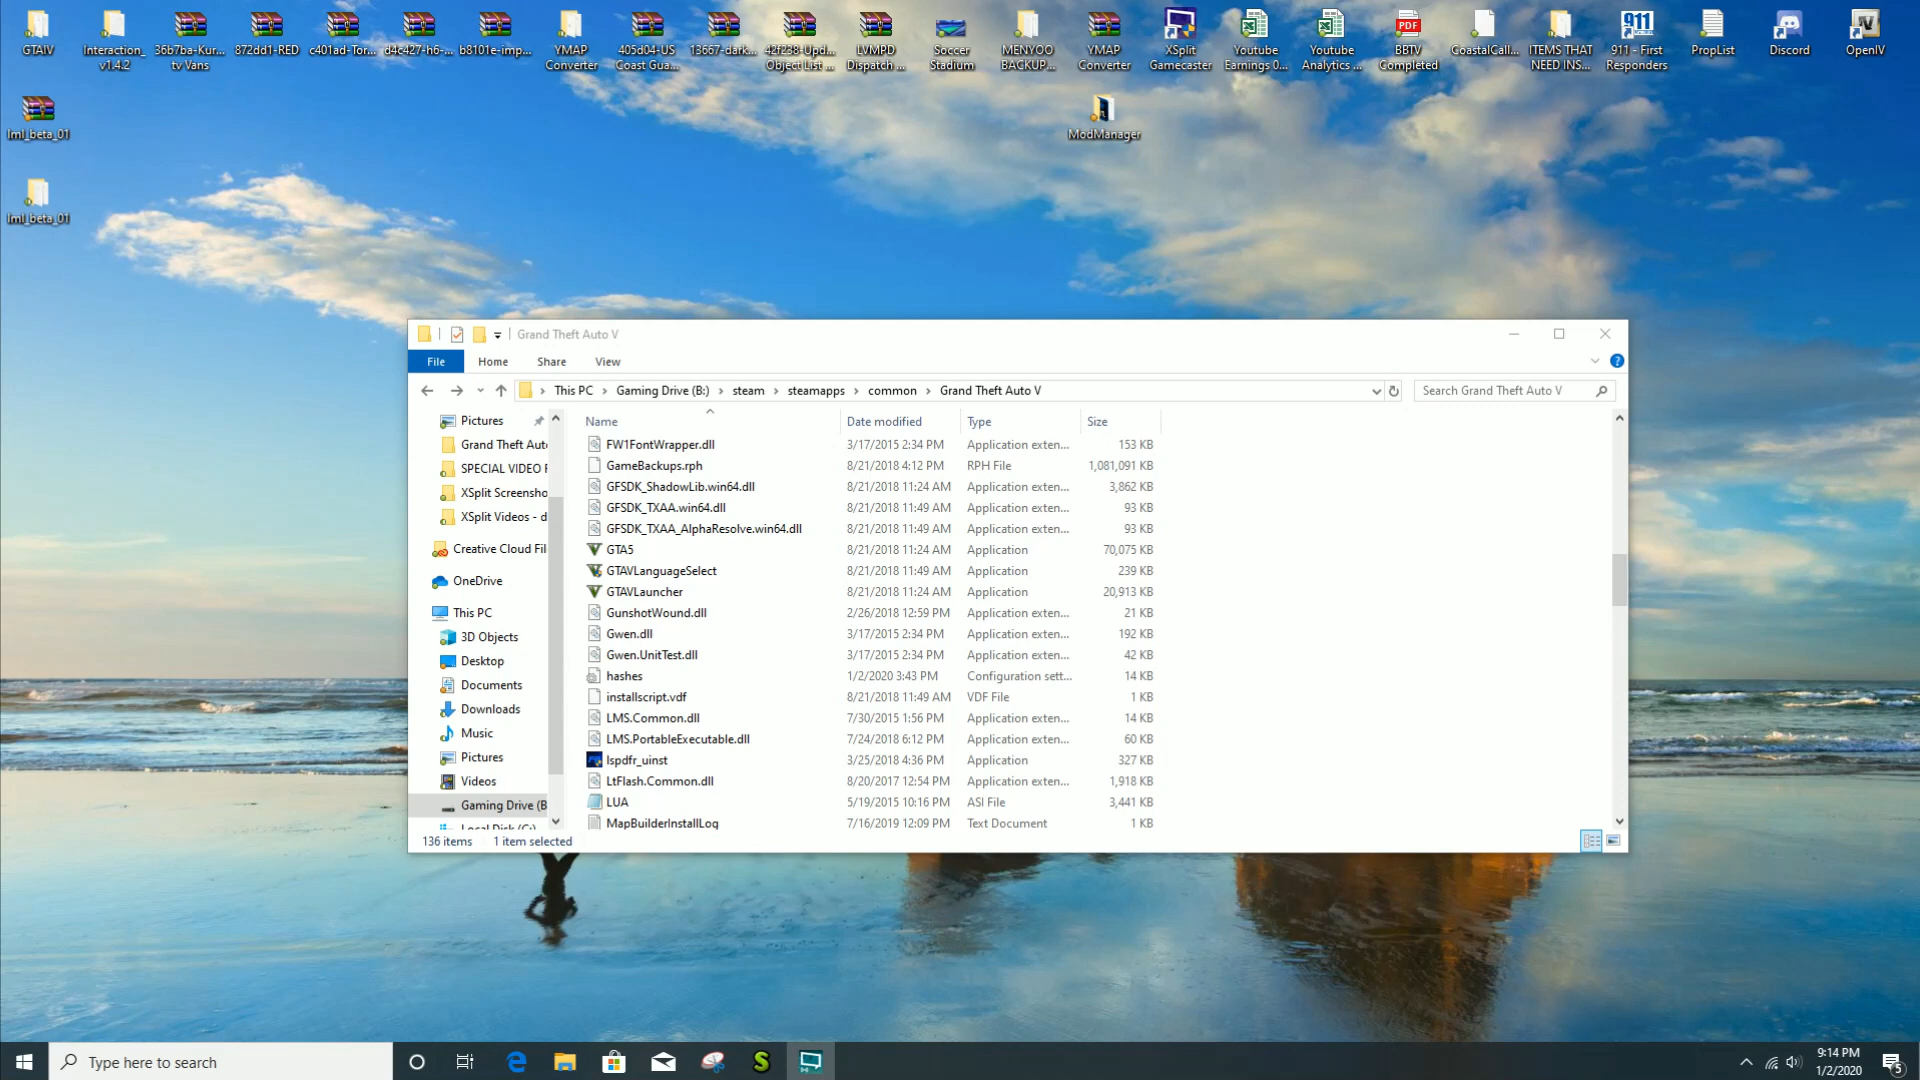 GTAIV
Interaction_
v1.4.2
36b7ba-Kur...
tv Vans
872dd1-RED
c401ad-Tor...
d4c427-h6-...
b8101e-imp...
YMAP
Converter
405d04-US
Coast Gua...
13667-dark...
42f238-Upd...
Object List ...
LVMPD
Dispatch ...
Soccer
Stadium
MENYOO
BACKUP...
YMAP
Converter
XSplit
Gamecaster
Youtube
Earnings 0...
Youtube
Analytics ...
BBTV
Completed
CoastalCall...
ITEMS THAT
NEED INS...
911 - First
Responders
PropList
Discord
OpenIV
lml_beta_01
ModManager
lml_beta_01
Grand Theft Auto V
File Home Share View
This PC Gaming Drive (B:) steam steamapps common Grand Theft Auto V
Search Grand Theft Auto V
Pictures
Grand Theft Aut
SPECIAL VIDEO F
XSplit Screensho
XSplit Videos - d
Creative Cloud Fil
OneDrive
This PC
3D Objects
Desktop
Documents
Downloads
Music
Pictures
Videos
Gaming Drive (B
Local Disk (C:)
Name Date modified Type Size
FW1FontWrapper.dll 3/17/2015 2:34 PM Application exten... 153 KB
GameBackups.rph 8/21/2018 4:12 PM RPH File 1,081,091 KB
GFSDK_ShadowLib.win64.dll 8/21/2018 11:24 AM Application exten... 3,862 KB
GFSDK_TXAA.win64.dll 8/21/2018 11:49 AM Application exten... 93 KB
GFSDK_TXAA_AlphaResolve.win64.dll 8/21/2018 11:49 AM Application exten... 93 KB
GTA5 8/21/2018 11:24 AM Application 70,075 KB
GTAVLanguageSelect 8/21/2018 11:49 AM Application 239 KB
GTAVLauncher 8/21/2018 11:24 AM Application 20,913 KB
GunshotWound.dll 2/26/2018 12:59 PM Application exten... 21 KB
Gwen.dll 3/17/2015 2:34 PM Application exten... 192 KB
Gwen.UnitTest.dll 3/17/2015 2:34 PM Application exten... 42 KB
hashes 1/2/2020 3:43 PM Configuration sett... 14 KB
installscript.vdf 8/21/2018 11:49 AM VDF File 1 KB
LMS.Common.dll 7/30/2015 1:56 PM Application exten... 14 KB
LMS.PortableExecutable.dll 7/24/2018 6:12 PM Application exten... 60 KB
lspdfr_uinst 3/25/2018 4:36 PM Application 327 KB
LtFlash.Common.dll 8/20/2017 12:54 PM Application exten... 1,918 KB
LUA 5/19/2015 10:16 PM ASI File 3,441 KB
MapBuilderInstallLog 7/16/2019 12:09 PM Text Document 1 KB
136 items 1 item selected
Type here to search
9:14 PM
1/2/2020
5